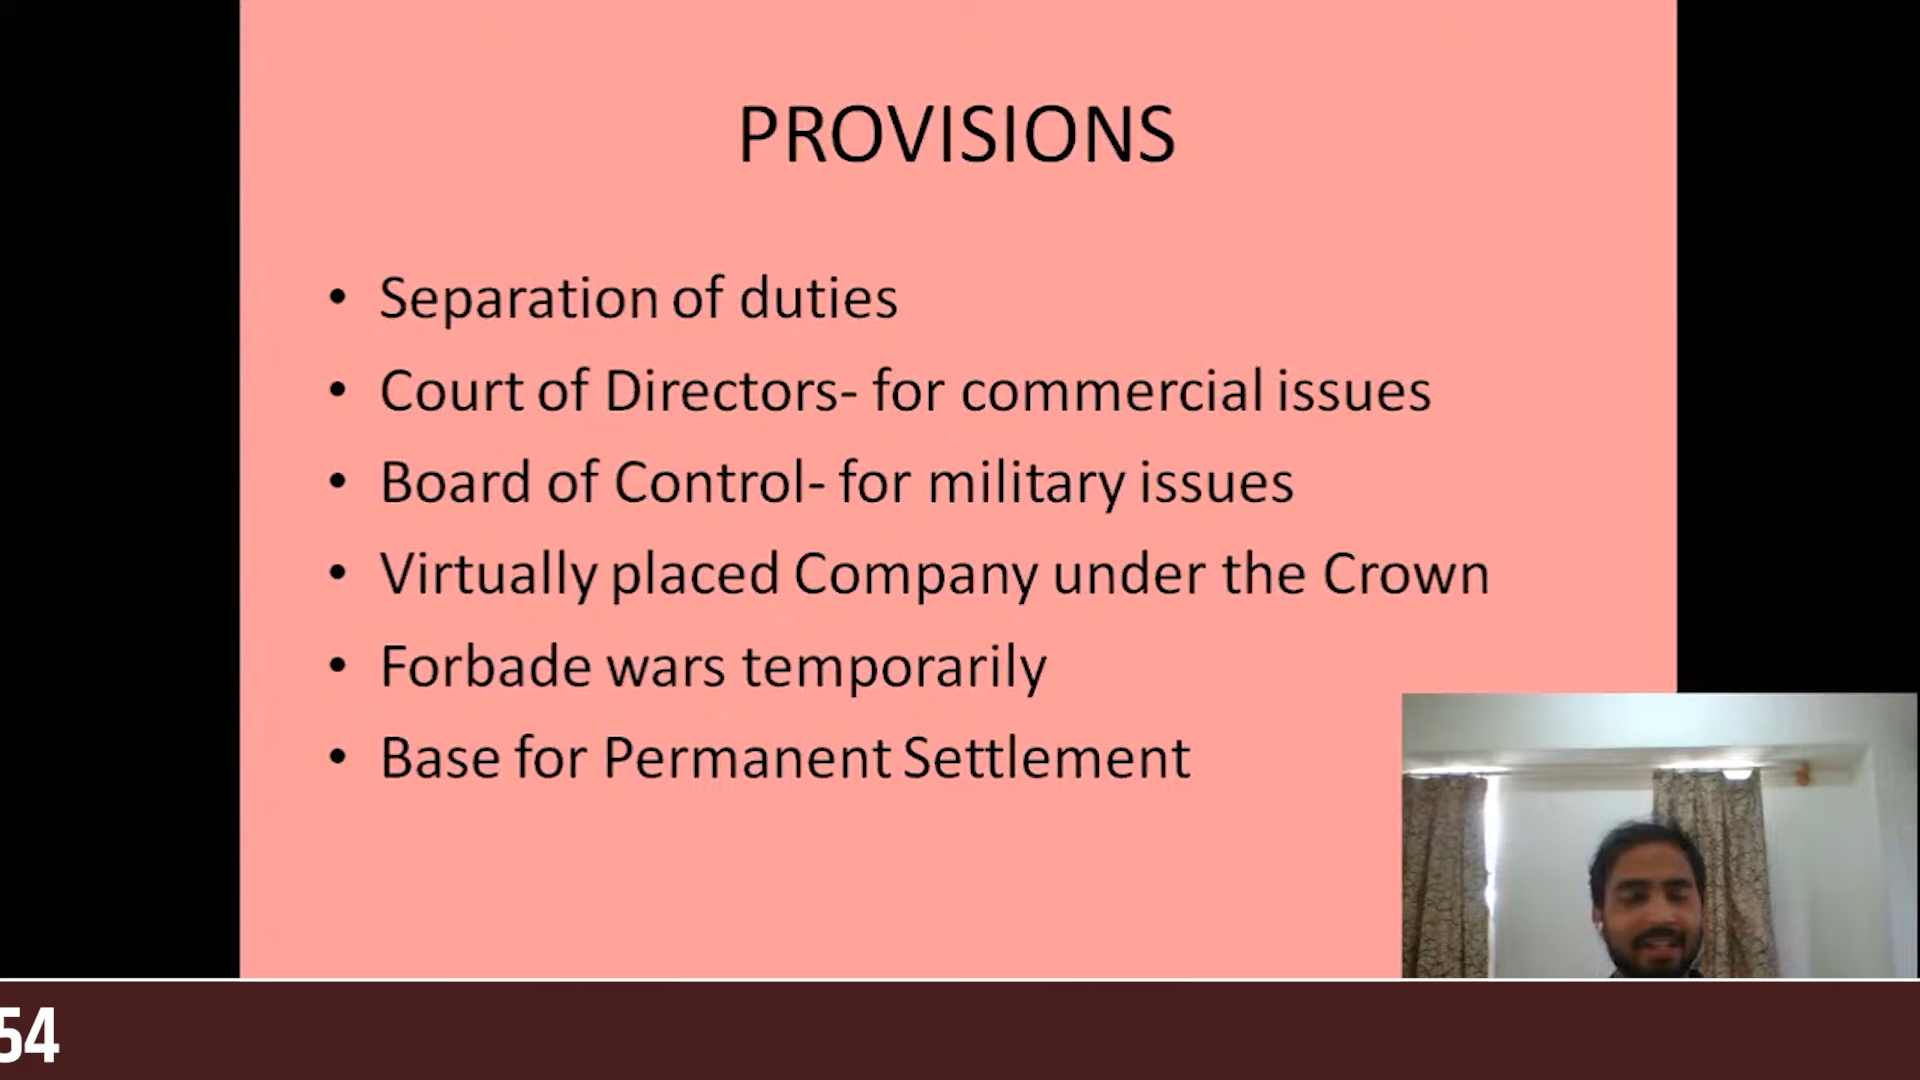 PROVISIONS
• Separation of duties
• Court of Directors- for commercial issues
• Board of Control- for military issues
• Virtually placed Company under the Crown
• Forbade wars temporarily
• Base for Permanent Settlement
54